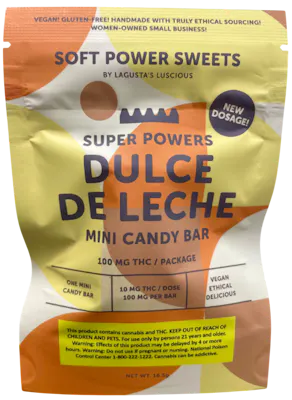 VEGAN! GLUTEN-FREE! HANDMADE WITH TRULY ETHICAL SOURCING!
WOMEN-OWNED SMALL BUSINESS!
SOFT POWER SWEETS
BY LAGUSTA'S LUSCIOUS
NEW
DOSAGE!
SUPER POWERS
DULCE
DE LECHE
MINI CANDY BAR
100 MG THC / PACKAGE
ONE MINI
CANDY BAR
10 MG THC / DOSE
100 MG PER BAR
VEGAN
ETHICAL
DELICIOUS
This product contains cannabis and THC. KEEP OUT OF REACH OF
CHILDREN AND PETS. For use only by persons 21 years and older.
Warning: Effects of this product may be delayed by 4 or more
hours. Warning: Do not use if pregnant or nursing. National Poison
Control Center 1-800-222-1222. Cannabis can be addictive.
NET WT